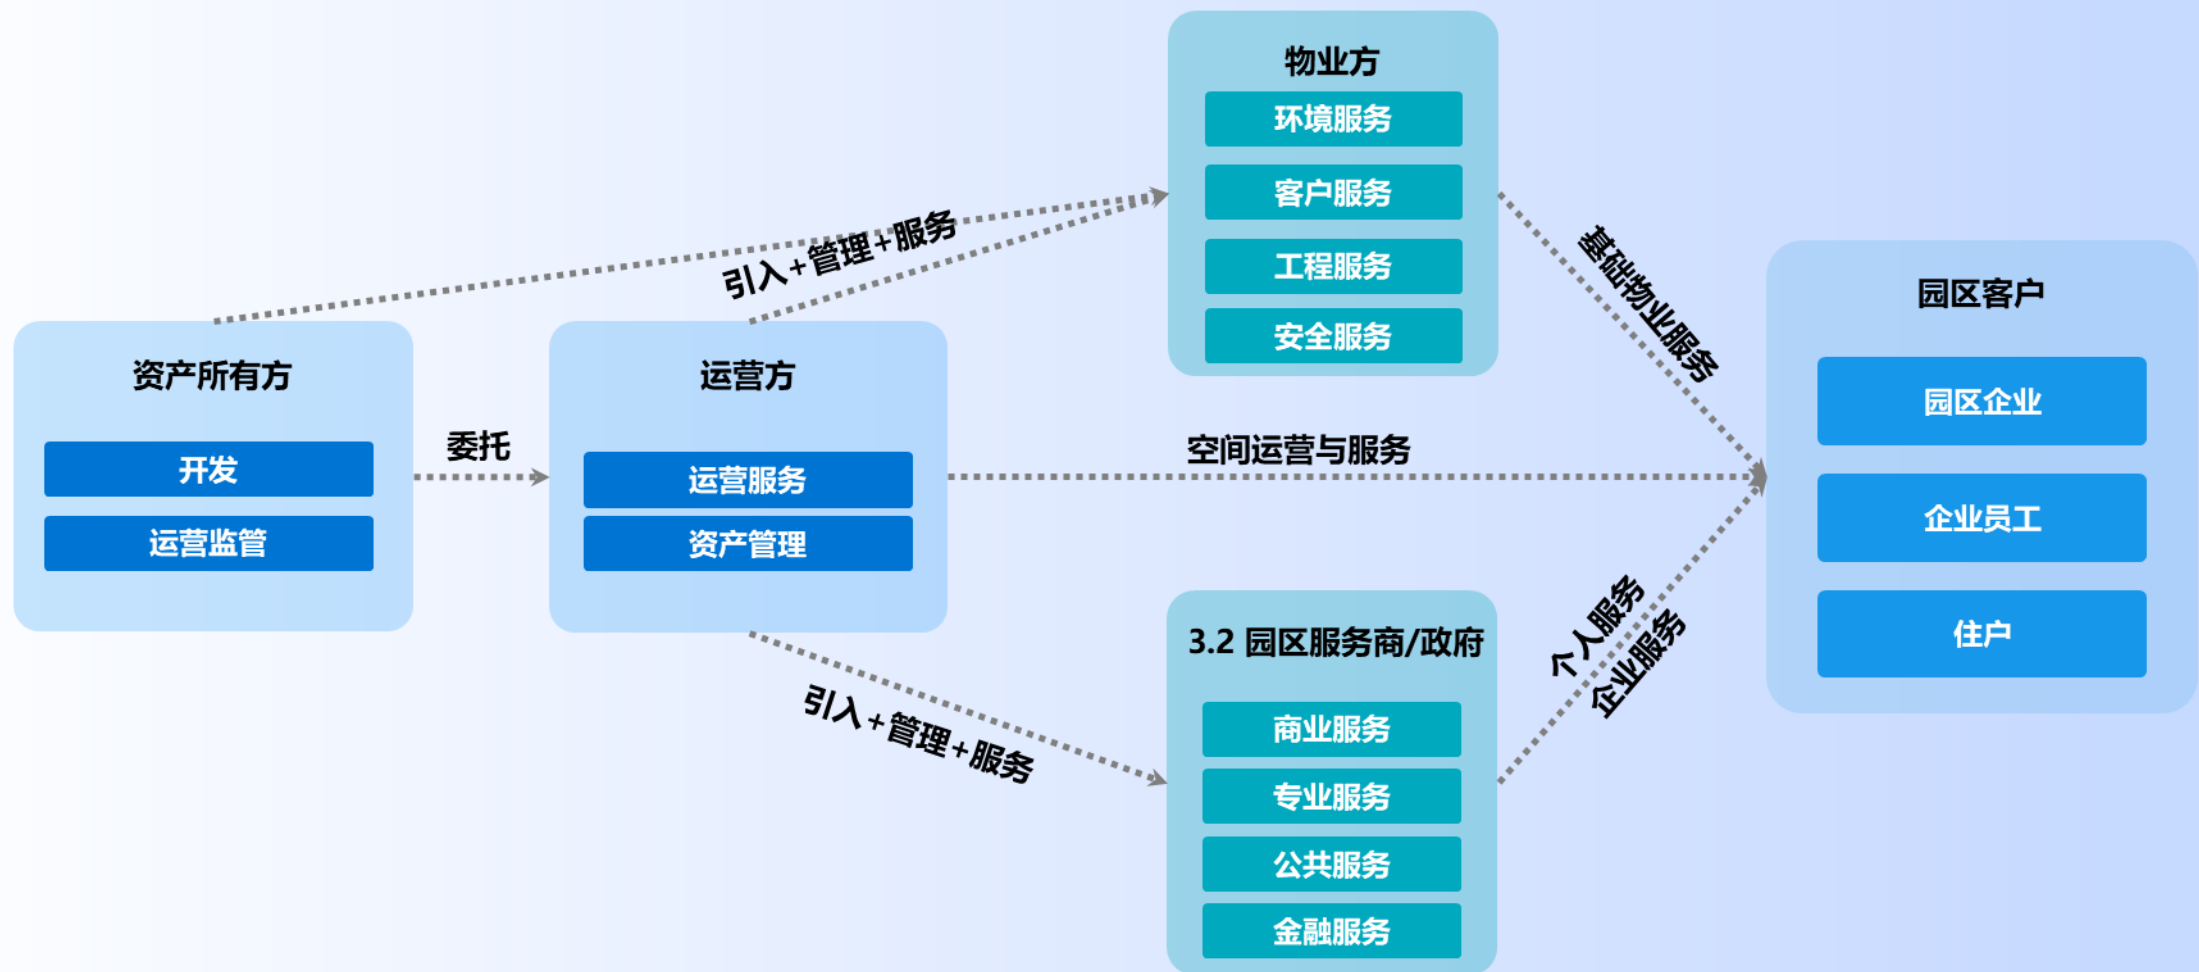 物业方
环境服务
客户服务
工程服务
安全服务
引入+管理+服务
基础物业服务
资产所有方
开发
运营监管
委托
运营方
运营服务
资产管理
空间运营与服务
引入+管理+服务
3.2 园区服务商/政府
商业服务
专业服务
公共服务
金融服务
个人服务
企业服务
园区客户
园区企业
企业员工
住户